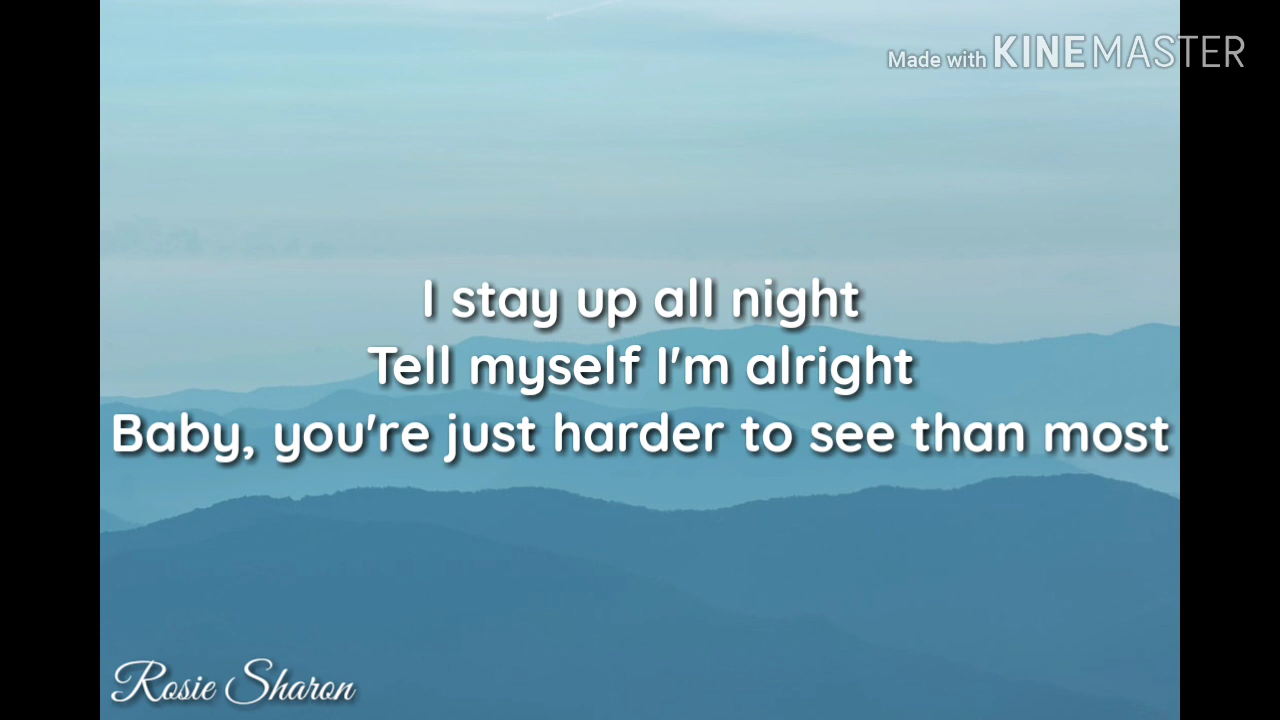 Made with KINEMASTER
I stay up all night
Tell myself I'm alright
Baby, you're just harder to see than most
Rosie Sharon